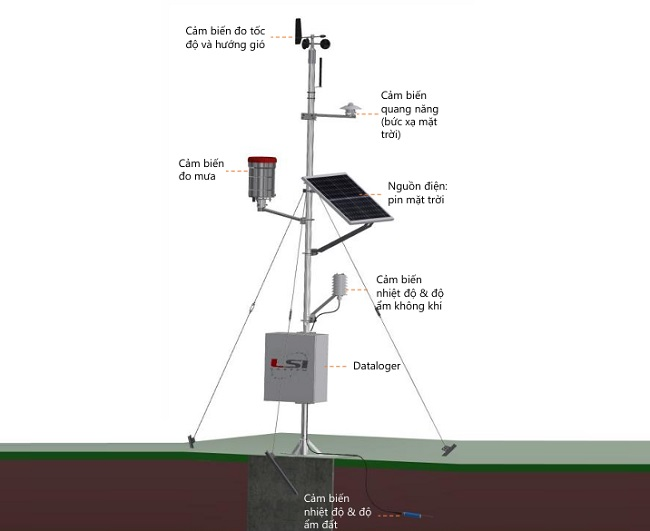 Cảm biến đo tốc
độ và hướng gió
Cảm biến
quang năng
(bức xạ mặt
trời)
Cảm biến
đo mưa
Nguồn điện:
pin mặt trời
Cảm biến
nhiệt độ & độ
ẩm không khí
LSI
Dataloger
Cảm biến
nhiệt độ & độ
ẩm đất